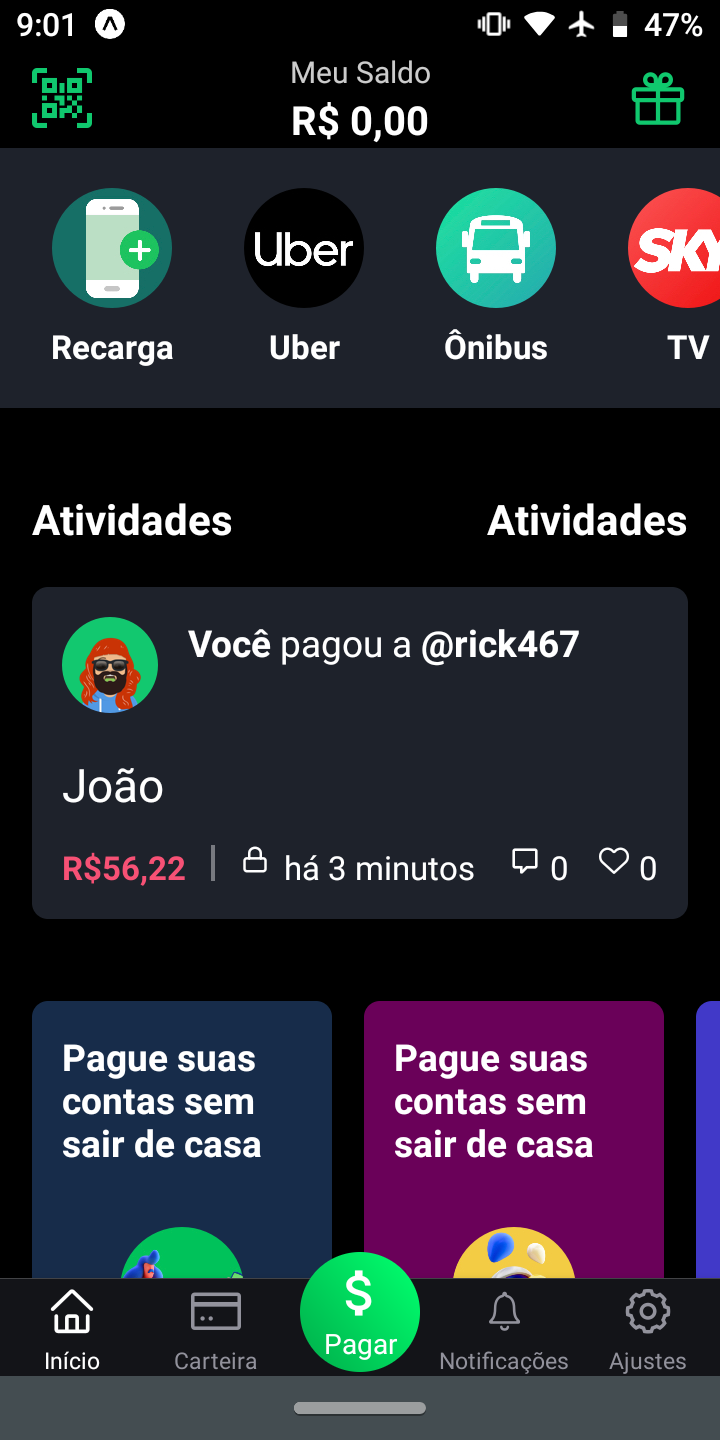 9:01
47%
Meu Saldo
R$ 0,00
Uber
SKY
Recarga
Uber
Ônibus
TV
Atividades
Atividades
Você pagou a @rick467
João
R$56,22
há 3 minutos
0
0
Pague suas
contas sem
sair de casa
Pague suas
contas sem
sair de casa
$
Pagar
Início
Carteira
Notificações
Ajustes